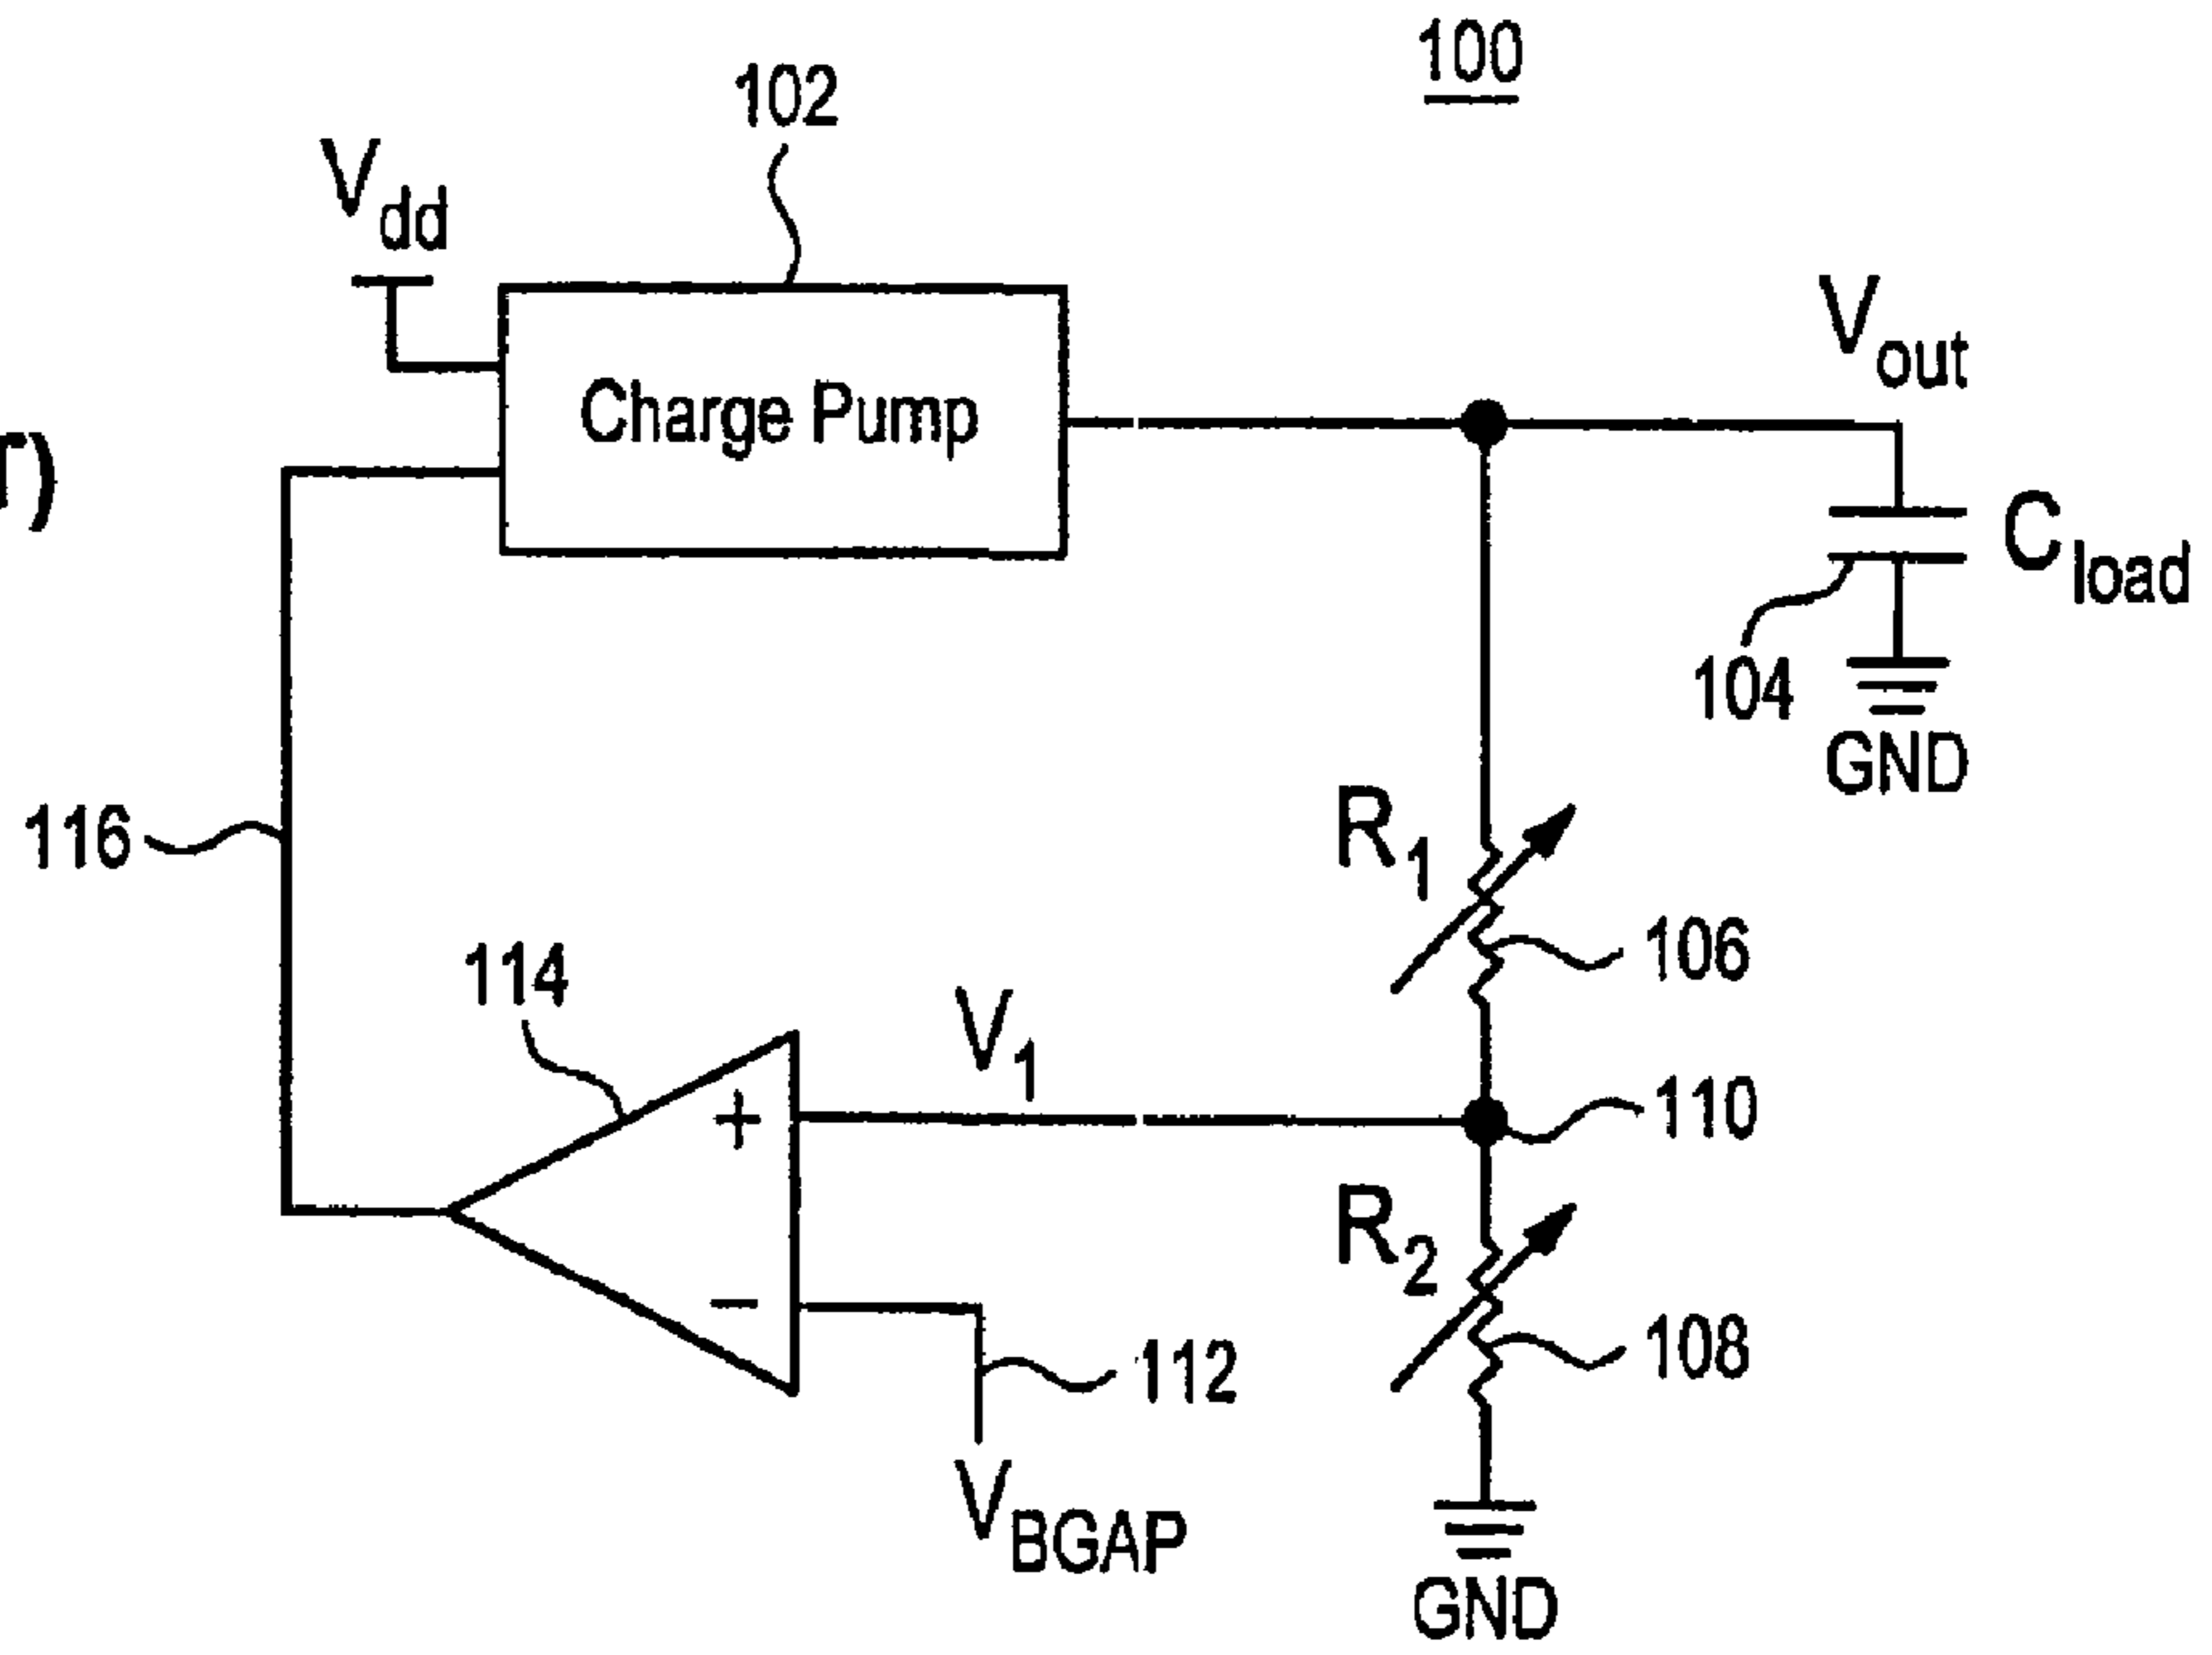 100
102
Vdd
Charge Pump
Vout
Cload
104
GND
R1
116
106
114
V1
+
110
R2
−
108
112
VBGAP
GND